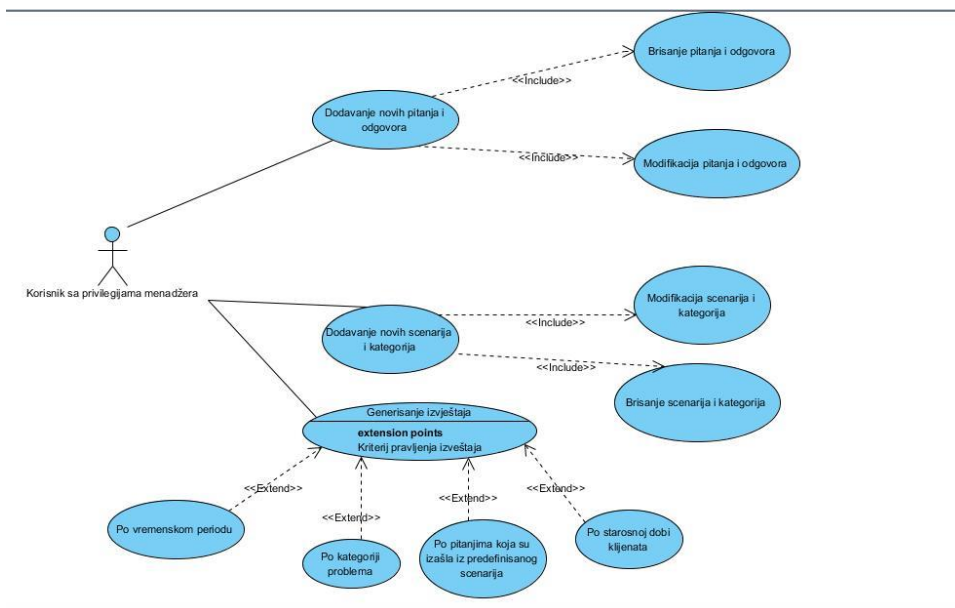 Brisanje pitanja i odgovora
<<Include>>
Dodavanje novih pitanja i
odgovora
<<Include>>
Modifikacija pitanja i odgovora
Korisnik sa privilegijama menadžera
Modifikacija scenarija i
kategorija
<<Include>>
Dodavanje novih scenarija
i kategorija
<<Include>>
Brisanje scenarija i kategorija
Generisanje izvještaja
extension points
Kriterij pravljenja izveštaja
<<Extend>>
<<Extend>>
<<Extend>>
<<Extend>>
Po vremenskom periodu
Po kategoriji
problema
Po pitanjima koja su
izašla iz predefinisanog
scenarija
Po starosnoj dobi
klijenata